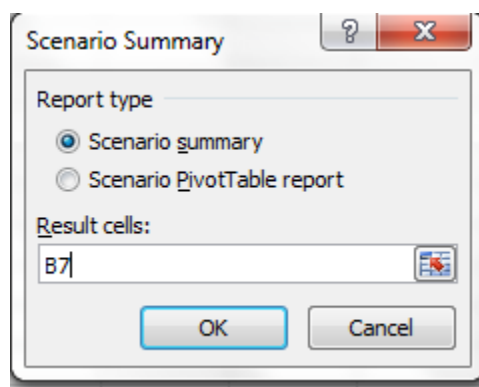 Scenario Summary ? X
Report type
Scenario summary
Scenario PivotTable report
Result cells:
B7
OK Cancel